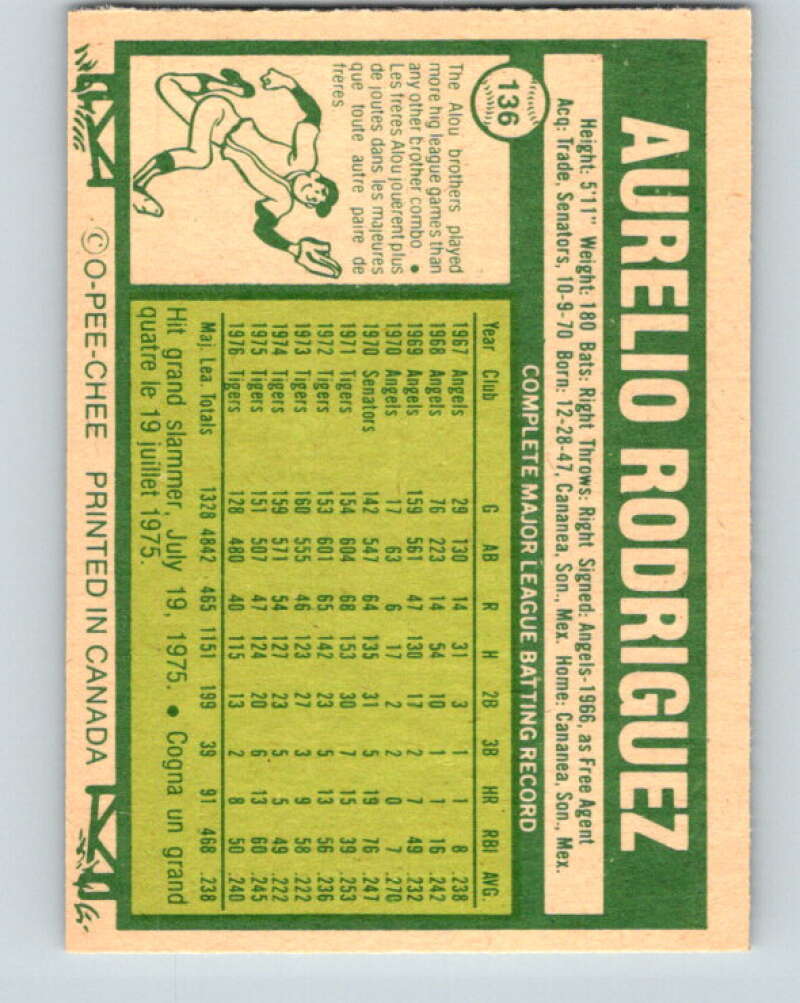 136
AURELIO RODRIGUEZ
Height: 5'11" Weight: 180 Bats: Right Throws: Right Signed: Angels-1966, as Free Agent
Acq: Trade, Senators, 10-9-70 Born: 12-28-47, Cananea, Son., Mex. Home: Cananea, Son., Mex.
The Alou brothers played
more big league games than
any other brother combo. •
Les freres Alou jouerent plus
de joutes dans les majeures
que toute autre paire de
freres
COMPLETE MAJOR LEAGUE BATTING RECORD
Year Club G AB R H 2B 3B HR RBI AVG.
1967 Angels 29 130 14 31 3 1 1 8 .238
1968 Angels 76 223 14 54 10 1 1 16 .242
1969 Angels 159 561 47 130 17 2 7 49 .232
1970 Angels 17 63 6 17 2 2 0 7 .270
1970 Senators 142 547 64 135 31 5 19 76 .247
1971 Tigers 154 604 68 153 30 7 15 39 .253
1972 Tigers 153 601 65 142 23 5 13 56 .236
1973 Tigers 160 555 46 123 27 3 9 58 .222
1974 Tigers 159 571 54 127 23 5 5 49 .222
1975 Tigers 151 507 47 124 20 6 13 60 .245
1976 Tigers 128 480 40 115 13 2 8 50 .240
Maj. Lea. Totals 1328 4842 465 1151 199 39 91 468 .238
Hit grand slammer, July 19, 1975. • Cogna un grand
quatre le 19 juillet 1975.
© O-PEE-CHEE PRINTED IN CANADA